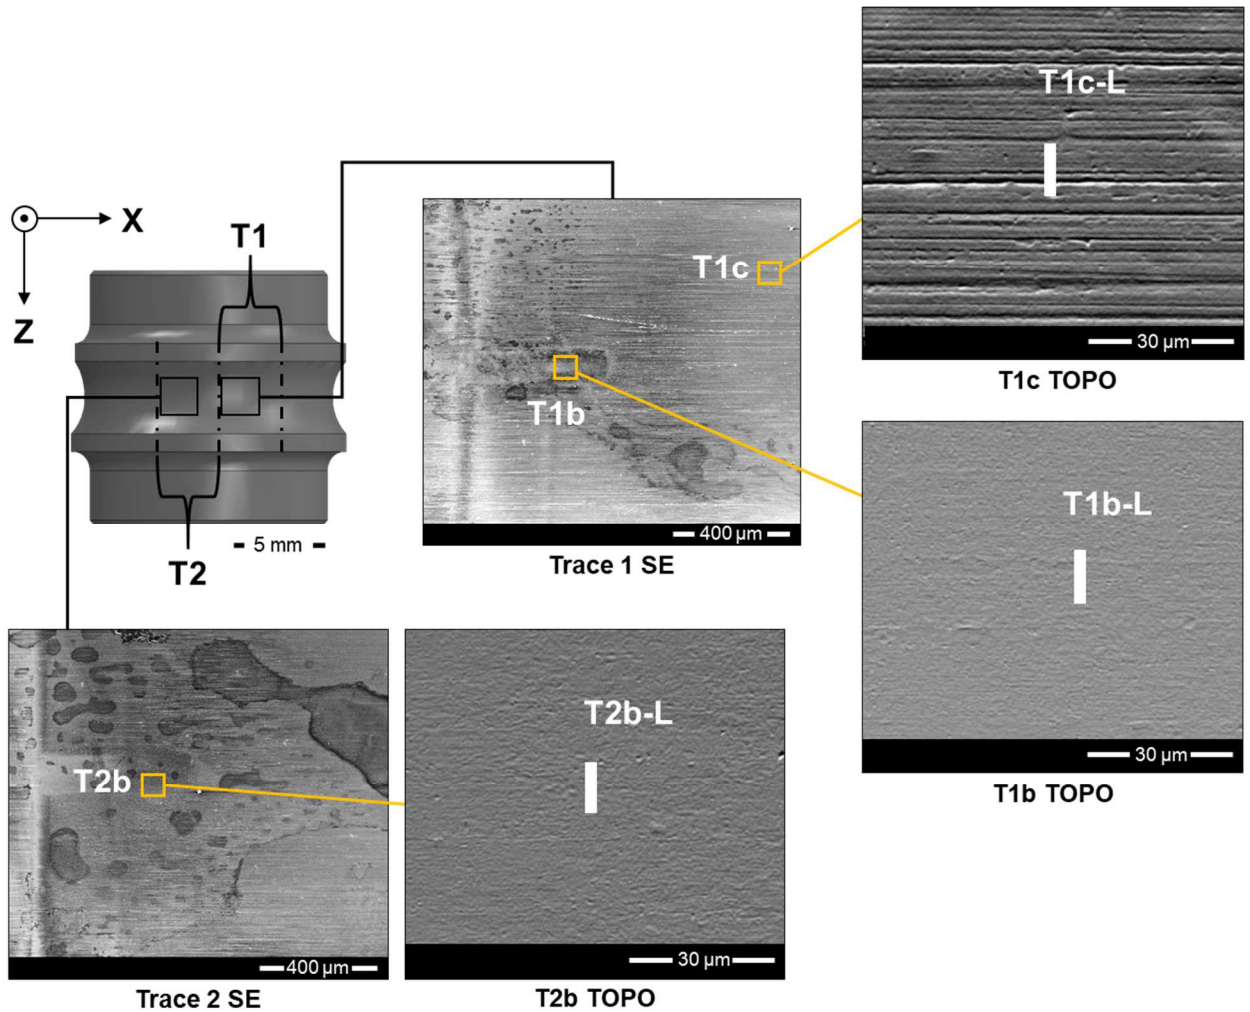 T1c-L
30 µm
T1c TOPO
X
Z
T1
T2
5 mm
T1c
T1b
400 µm
Trace 1 SE
T1b-L
30 µm
T1b TOPO
T2b
400 µm
Trace 2 SE
T2b-L
30 µm
T2b TOPO